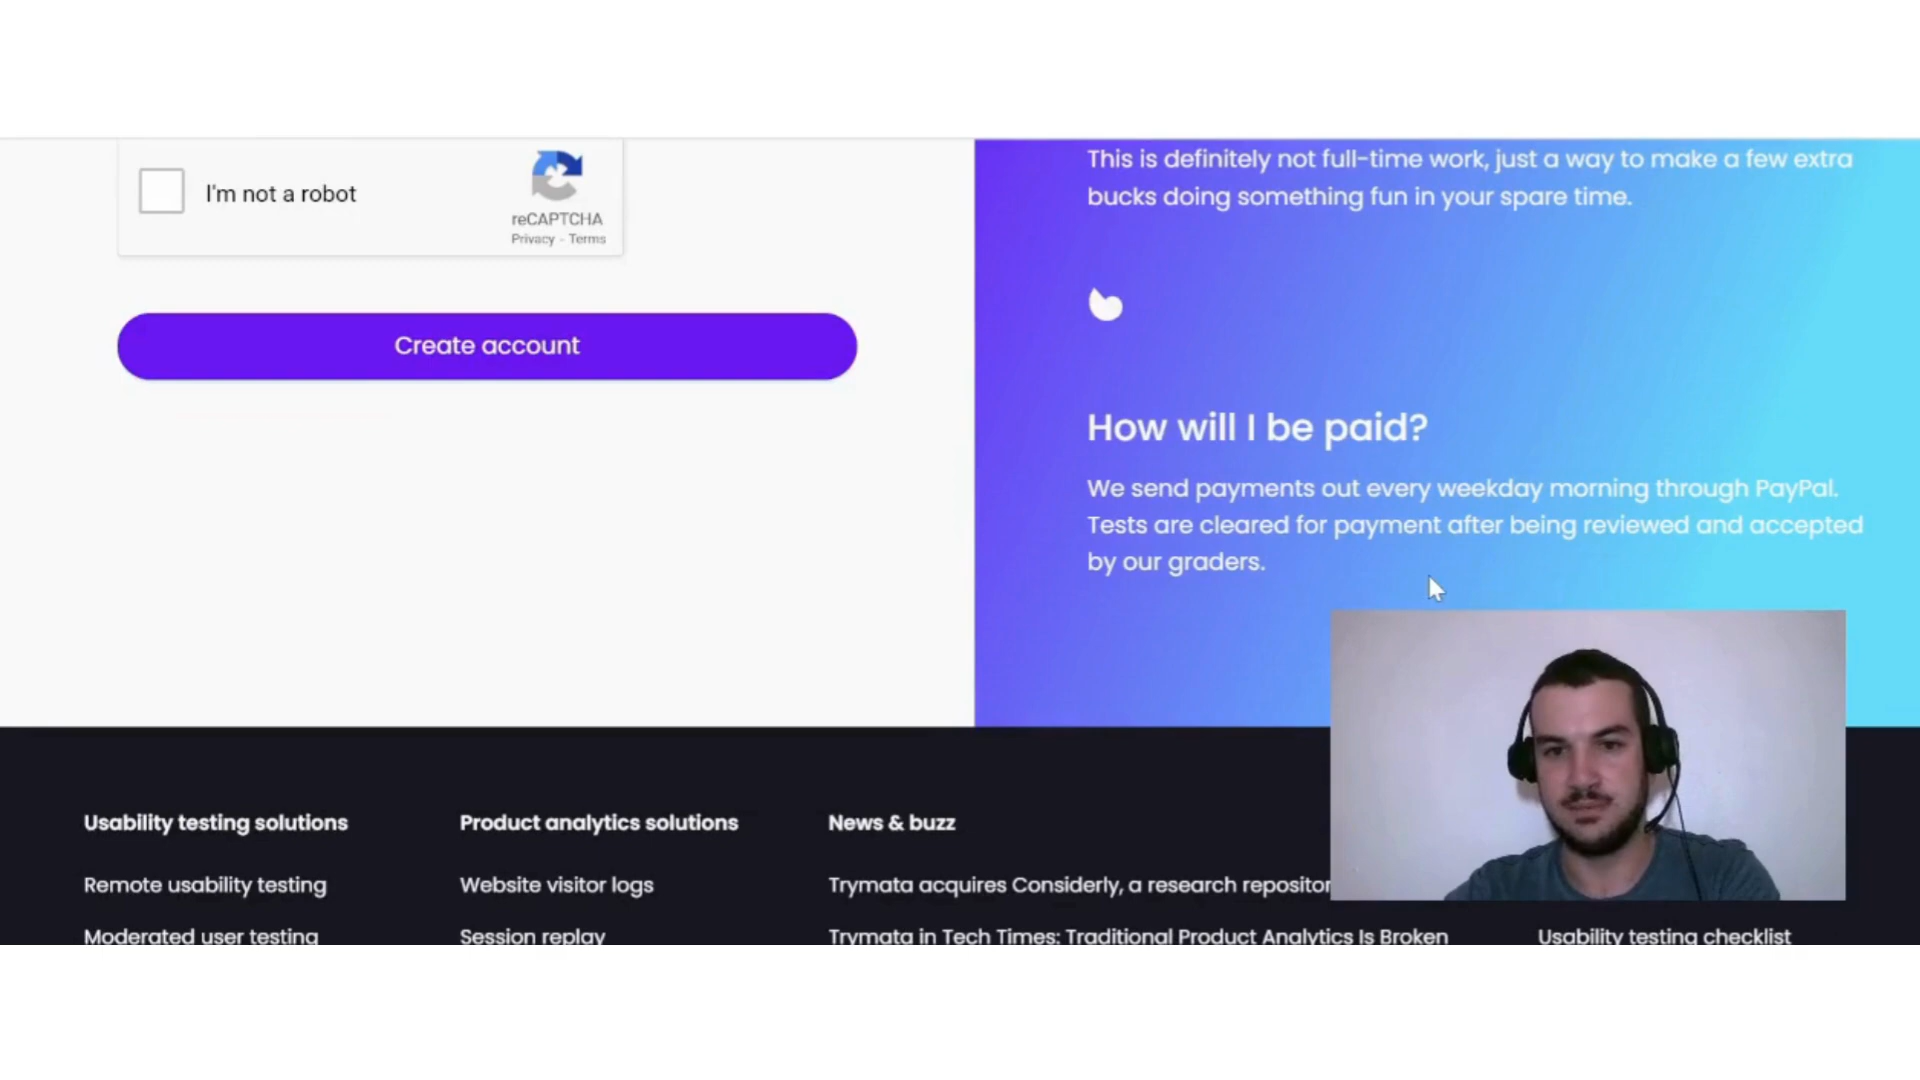 I'm not a robot
reCAPTCHA
Privacy - Terms
Create account
This is definitely not full-time work, just a way to make a few extra
bucks doing something fun in your spare time.
How will I be paid?
We send payments out every weekday morning through PayPal.
Tests are cleared for payment after being reviewed and accepted
by our graders.
Usability testing solutions
Remote usability testing
Moderated user testing
Product analytics solutions
Website visitor logs
Session replay
News & buzz
Trymata acquires Considerly, a research
Trymata in Tech Times: Traditional Product Analytics Is Broken
Usability testing checklist